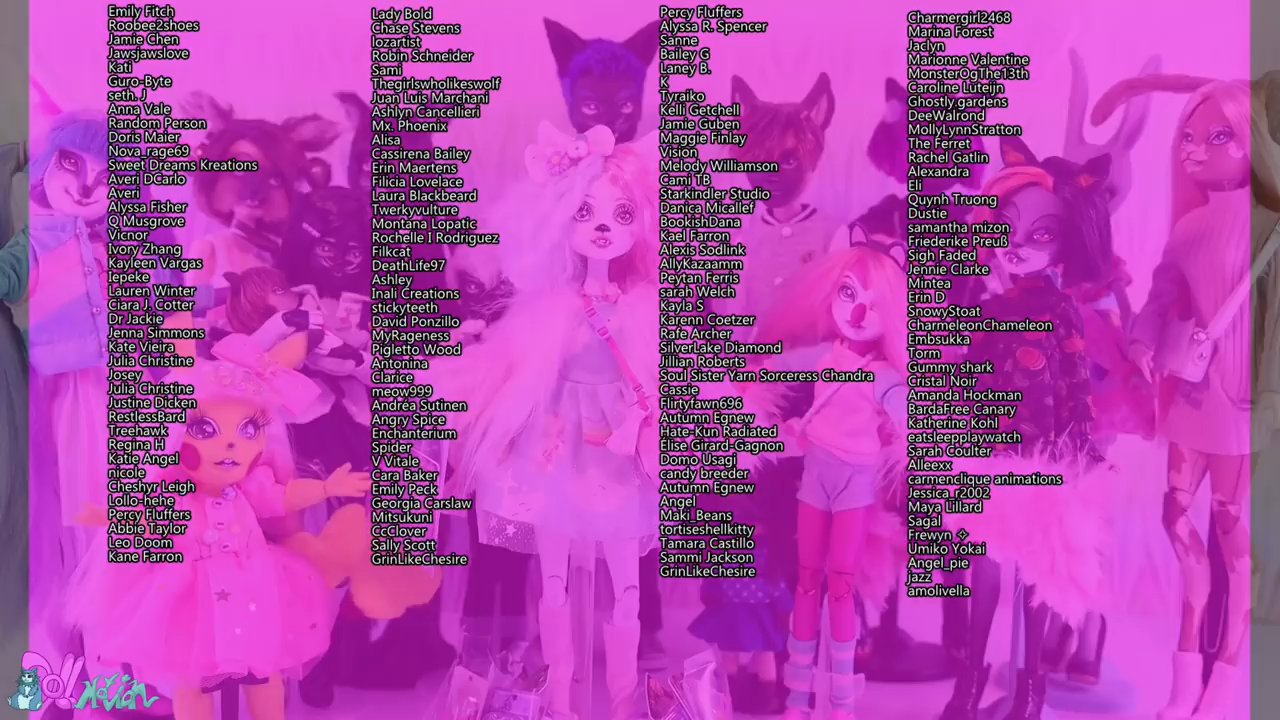 Emily Fitch
Roobee2shoes
Jamie Chen
Jawsjawslove
Kati
Guro-Byte
seth. J
Anna Vale
Random Person
Doris Maier
Nova_rage69
Sweet Dreams Kreations
Averi DCarlo
Averi
Alyssa Fisher
Q Musgrove
Vicnor
Ivory Zhang
Kayleen Vargas
Iepeke
Lauren Winter
Ciara J. Cotter
Dr Jackie
Jenna Simmons
Kate Vieira
Julia Christine
Josey
Julia Christine
Justine Dicken
RestlessBard
Treehawk
Regina H
Katie Angel
nicole
Cheshyr Leigh
Lollo-hehe
Percy Fluffers
Abbie Taylor
Leo Doom
Kane Farron
Lady Bold
Chase Stevens
lozartist
Robin Schneider
Sami
Thegirlswholikeswolf
Juan Luis Marchani
Ashlyn Cancellieri
Mx. Phoenix
Alisa
Cassirena Bailey
Erin Maertens
Filicia Lovelace
Laura Blackbeard
Twerkyvulture
Montana Lopatic
Rochelle I Rodriguez
Filkcat
DeathLife97
Ashley
Inali Creations
stickyteeth
David Ponzillo
MyRageness
Pigletto Wood
Antonina
Clarice
meow999
Andrea Sutinen
Angry Spice
Enchanterium
Spider
V Vitale
Cara Baker
Emily Peck
Georgia Carslaw
Mitsukuni
CcClover
Sally Scott
GrinLikeChesire
Percy Fluffers
Alyssa R. Spencer
Sanne
Bailey G
Laney B.
K
Tyraiko
Kelli Getchell
Jamie Guben
Maggie Finlay
Vision
Melody Williamson
Cami TB
Starkindler Studio
Danica Micallef
BookishDana
Kael Farron
Alexis Sodlink
AllyKazaamm
Peytan Ferris
sarah Welch
Kayla S
Karenn Coetzer
Rafe Archer
SilverLake Diamond
Jillian Roberts
Soul Sister Yarn Sorceress Chandra
Cassie
Flirtyfawn696
Autumn Egnew
Hate-Kun Radiated
Elise Girard-Gagnon
Domo Usagi
candy breeder
Autumn Egnew
Angel
Maki_Beans
tortiseshellkitty
Tamara Castillo
Sammi Jackson
GrinLikeChesire
Charmergirl2468
Marina Forest
Jaclyn
Marionne Valentine
MonsterOgThe13th
Caroline Luteijn
Ghostly.gardens
DeeWalrond
MollyLynnStratton
The Ferret
Rachel Gatlin
Alexandra
Eli
Quynh Truong
Dustie
samantha mizon
Friederike Preuß
Sigh Faded
Jennie Clarke
Mintea
Erin D
SnowyStoat
CharmeleonChameleon
Embsukka
Torm
Gummy shark
Cristal Noir
Amanda Hockman
BardaFree Canary
Katherine Kohl
eatsleepplaywatch
Sarah Coulter
Alleexx
carmenclique animations
Jessica_r2002
Maya Lillard
Sagal
Frewyn ✧
Umiko Yokai
Angel_pie
jazz
amolivella